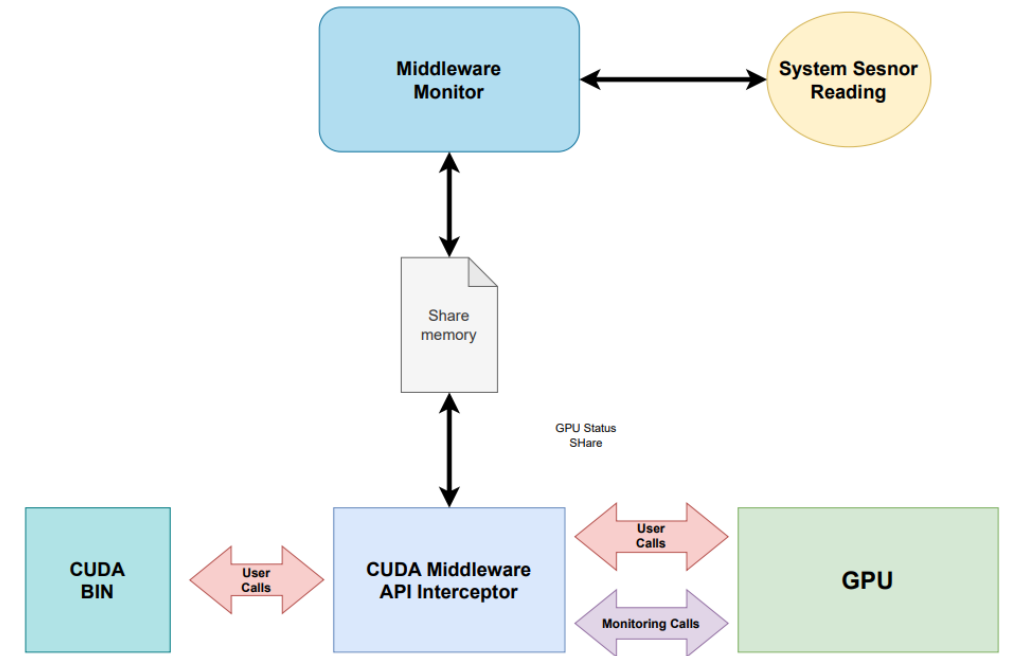 Middleware
Monitor
System Sesnor
Reading
Share
memory
GPU Status
SHare
CUDA
BIN
User
Calls
CUDA Middleware
API Interceptor
User
Calls
Monitoring Calls
GPU